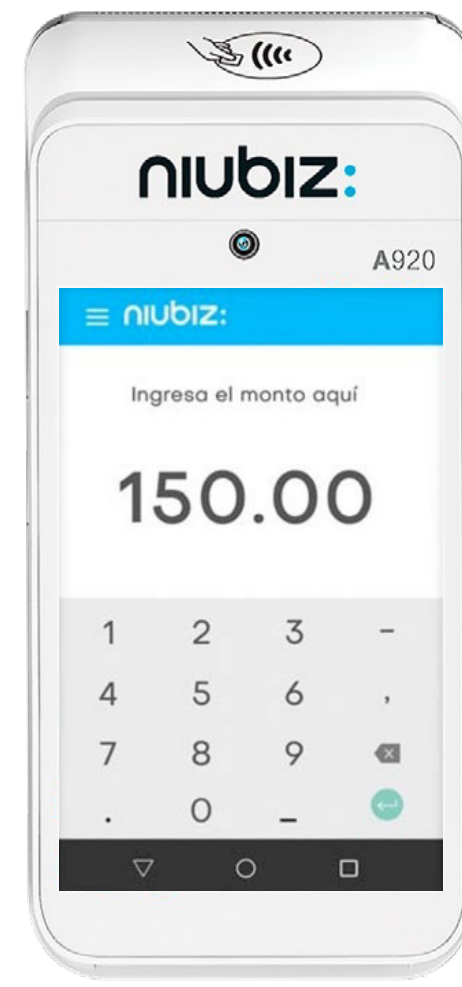 niubiz:
A920
niubiz:
Ingresa el monto aquí
150.00
1 2 3 -
4 5 6 ,
7 8 9
. 0 _